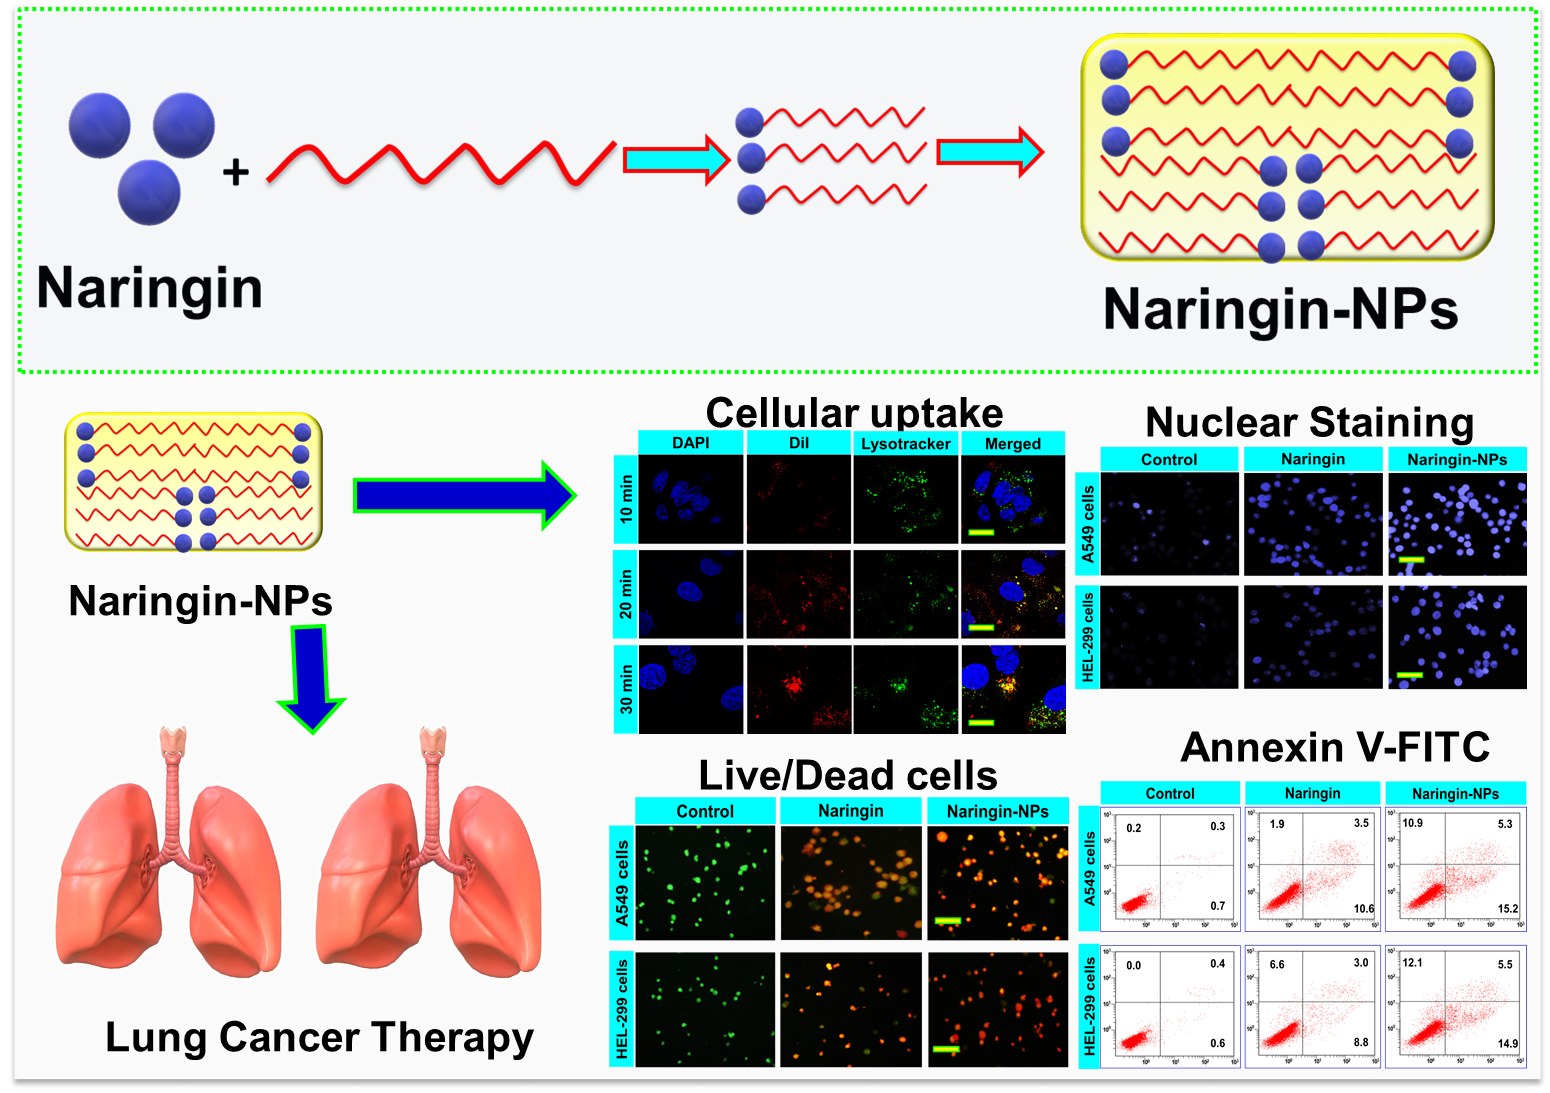 +
Naringin
Naringin-NPs
Naringin-NPs
Lung Cancer Therapy
Cellular uptake
DAPI DiI Lysotracker Merged
10 min
20 min
30 min
Nuclear Staining
Control Naringin Naringin-NPs
A549 cells
HEL-299 cells
Live/Dead cells
Control Naringin Naringin-NPs
A549 cells
HEL-299 cells
Annexin V-FITC
Control Naringin Naringin-NPs
A549 cells
0.2 0.3
0.7
1.9 3.5
10.6
10.9 5.3
15.2
HEL-299 cells
0.0 0.4
0.6
6.6 3.0
8.8
12.1 5.5
14.9